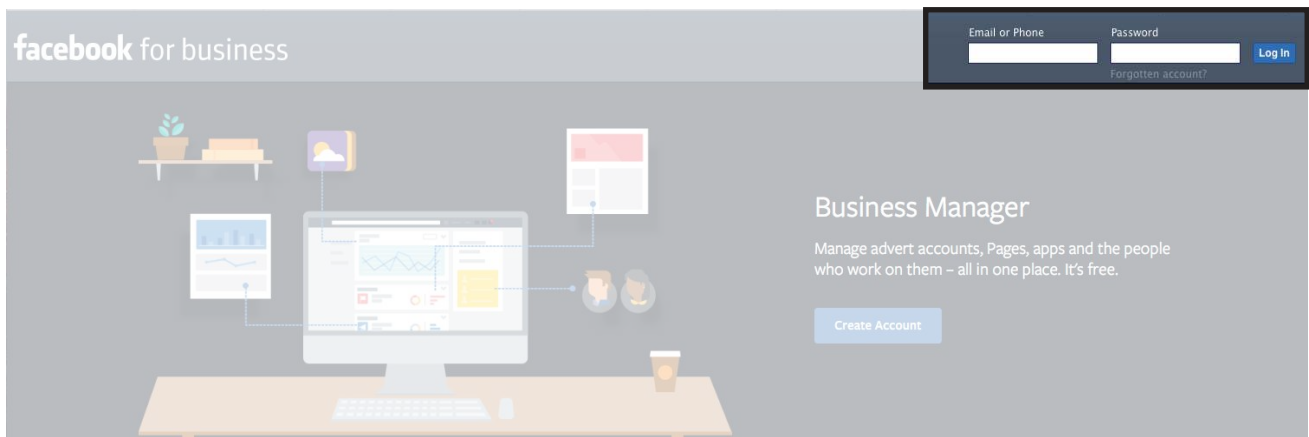 facebook for business
Email or Phone
Password
Log In
Forgotten account?
Business Manager
Manage advert accounts, Pages, apps and the people
who work on them – all in one place. It's free.
Create Account